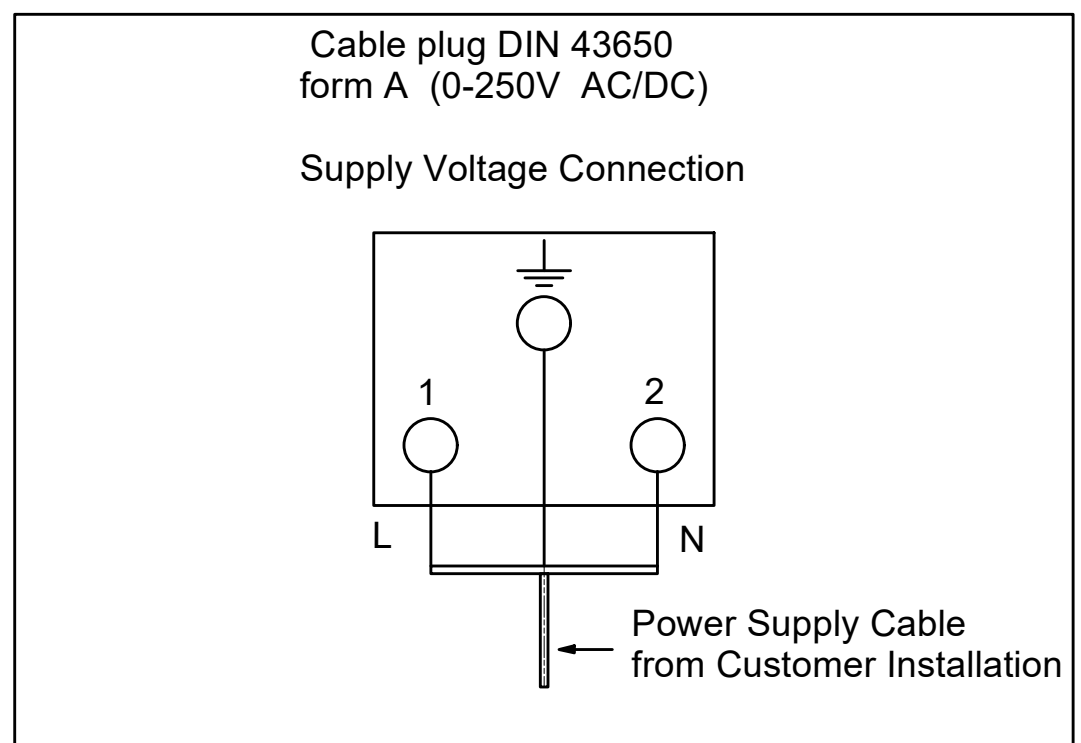 Cable plug DIN 43650
form A (0-250V AC/DC)
Supply Voltage Connection
1
2
L
N
Power Supply Cable
from Customer Installation